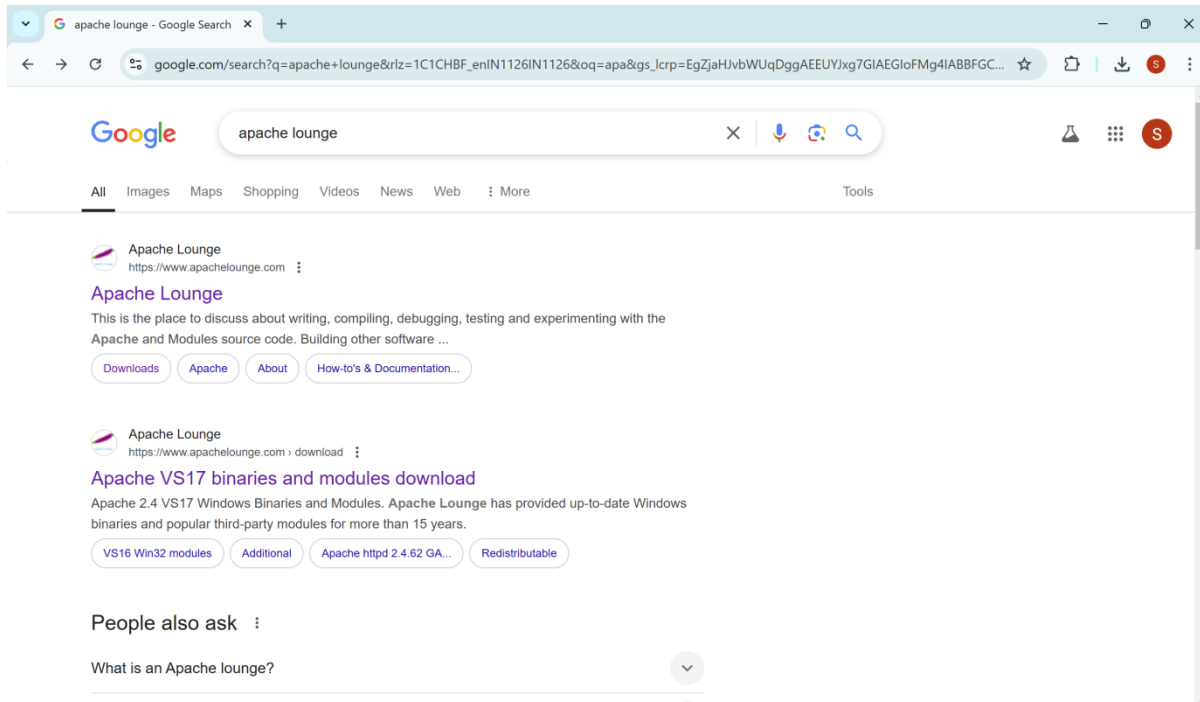 G apache lounge - Google Search
google.com/search?q=apache+lounge&rlz=1C1CHBF_enIN1126IN1126&oq=apa&gs_lcrp=EgZjaHJvbWUqDggAEEUYJxg7GIAEGIoFMg4IABBFGC...
S
Google
apache lounge
S
All Images Maps Shopping Videos News Web More Tools
Apache Lounge
https://www.apachelounge.com
Apache Lounge
This is the place to discuss about writing, compiling, debugging, testing and experimenting with the
Apache and Modules source code. Building other software ...
Downloads Apache About How-to's & Documentation...
Apache Lounge
https://www.apachelounge.com › download
Apache VS17 binaries and modules download
Apache 2.4 VS17 Windows Binaries and Modules. Apache Lounge has provided up-to-date Windows
binaries and popular third-party modules for more than 15 years.
VS16 Win32 modules Additional Apache httpd 2.4.62 GA... Redistributable
People also ask
What is an Apache lounge?